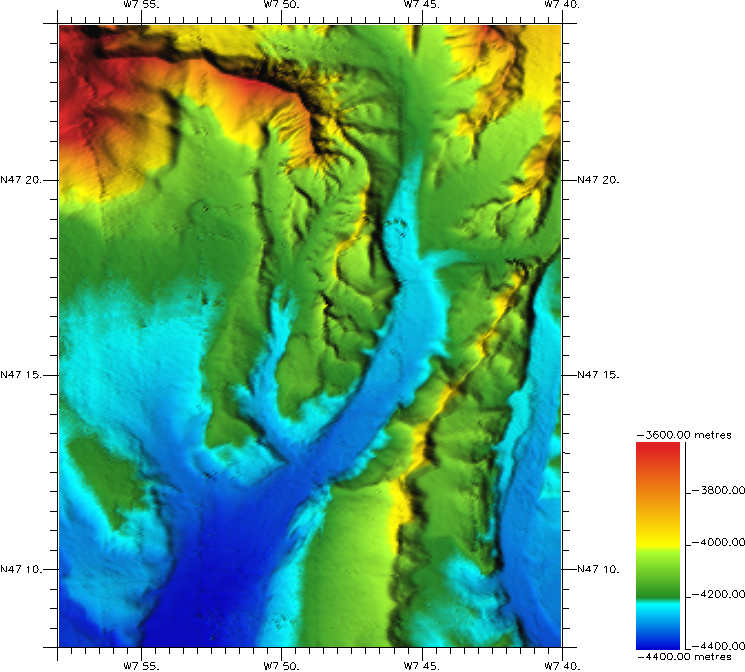 W7 55. W7 50. W7 45. W7 40.
N47 20. N47 20.
N47 15. N47 15.
-3600.00 metres
-3800.00
-4000.00
N47 10. N47 10.
-4200.00
-4400.00
-4400.00 metres
W7 55. W7 50. W7 45. W7 40.